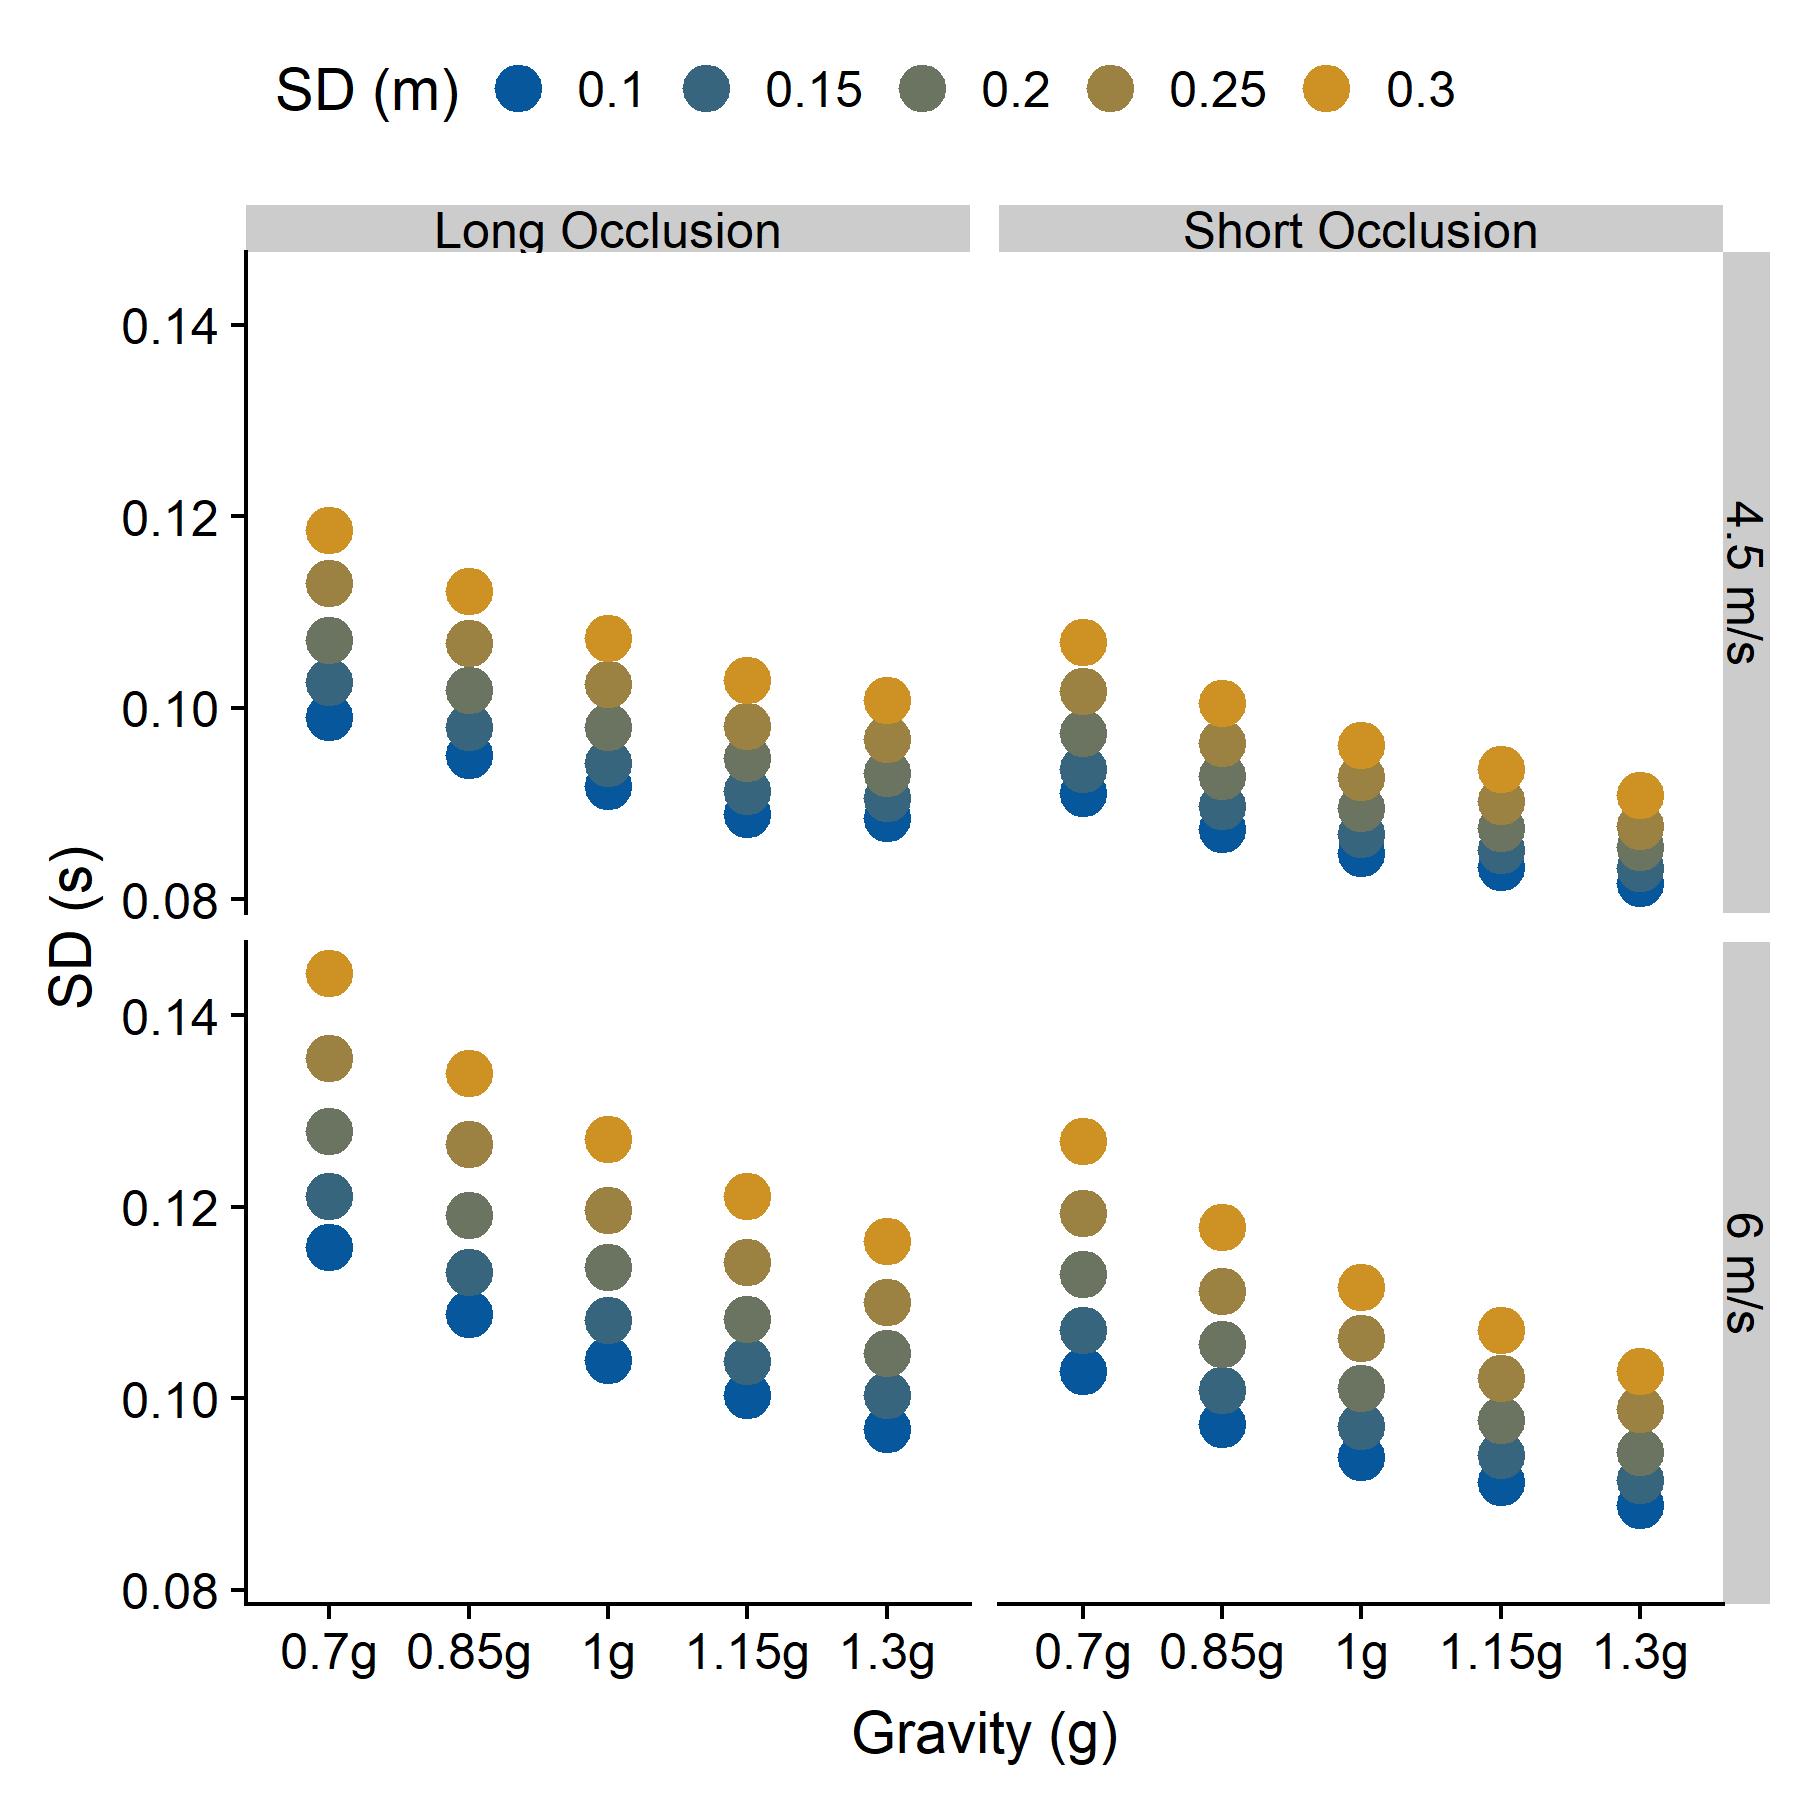 SD (m) 0.1 0.15 0.2 0.25 0.3
Long Occlusion Short Occlusion
0.14
0.12
0.10
0.08
4.5 m/s
SD (s)
0.14
0.12
0.10
0.08
6 m/s
0.7g 0.85g 1g 1.15g 1.3g 0.7g 0.85g 1g 1.15g 1.3g
Gravity (g)